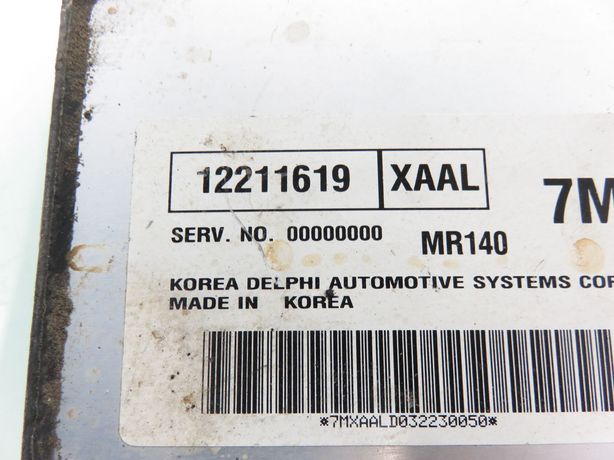 12211619 XAAL 7M
SERV. NO. 00000000 MR140
KOREA DELPHI AUTOMOTIVE SYSTEMS COR
MADE IN KOREA
*7MXAALD032230050*